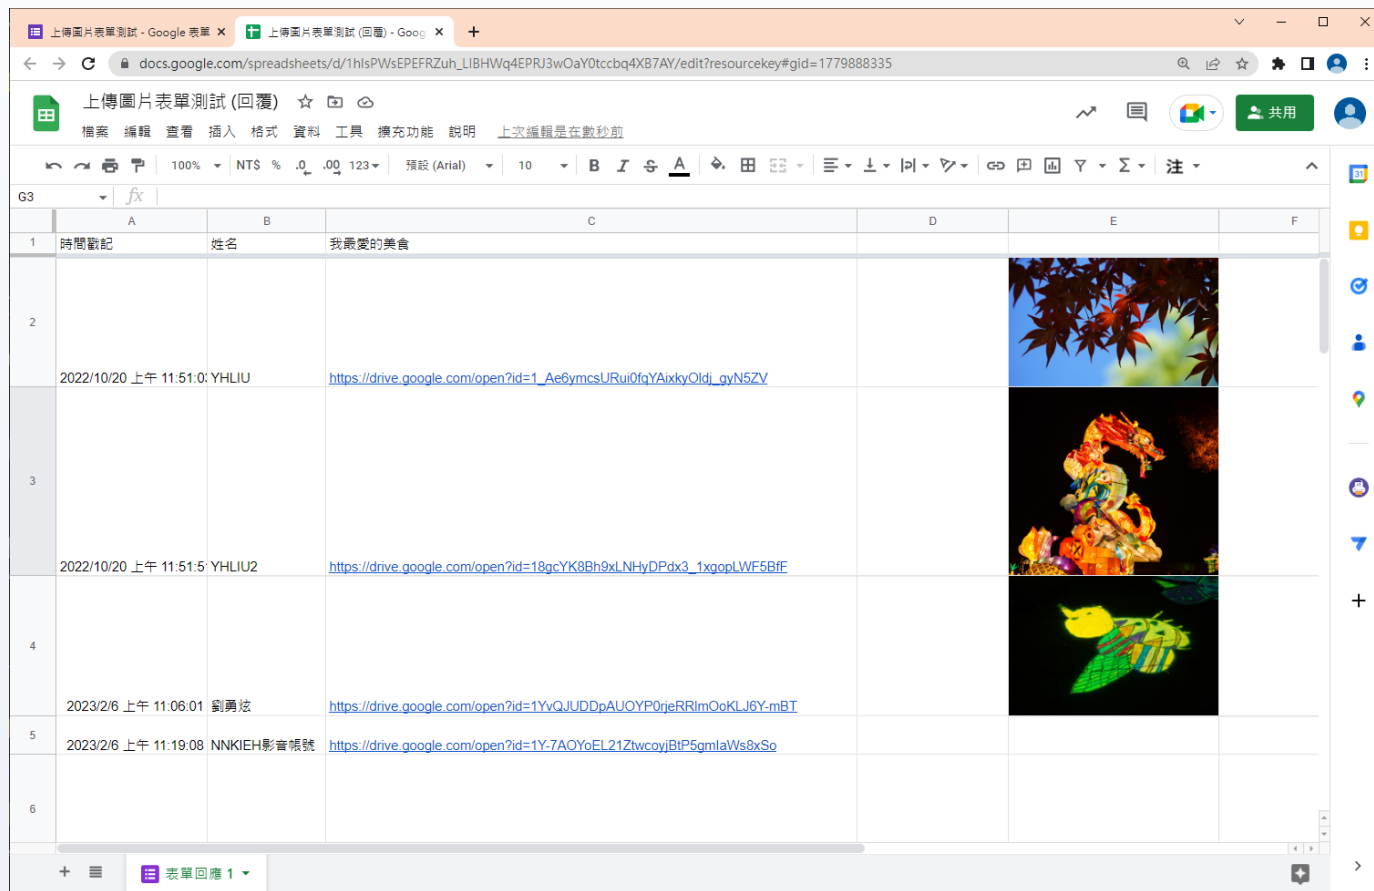 上傳圖片表單測試 - Google 表單
上傳圖片表單測試 (回覆) - Goog
docs.google.com/spreadsheets/d/1hIsPWsEPEFRZuh_LIBHWq4EPRJ3wOaY0tccbq4XB7AY/edit?resourcekey#gid=1779888335
上傳圖片表單測試 (回覆)
檔案 編輯 查看 插入 格式 資料 工具 擴充功能 說明 上次編輯是在數秒前
共用
100% NT$ % .0 .00 123 預設 (Arial) 10 B I S A 注
31
G3 fx
A B C D E F
1 時間戳記 姓名 我最愛的美食
2 2022/10/20 上午 11:51:0 YHLIU https://drive.google.com/open?id=1_Ae6ymcsURui0fqYAixkyOldj_gyN5ZV
3 2022/10/20 上午 11:51:5 YHLIU2 https://drive.google.com/open?id=18gcYK8Bh9xLNHyDPdx3_1xgopLWF5BfF
4 2023/2/6 上午 11:06:01 劉勇炫 https://drive.google.com/open?id=1YvQJUDDpAUOYP0rjeRRlmOoKLJ6Y-mBT
5 2023/2/6 上午 11:19:08 NNKIEH影音帳號 https://drive.google.com/open?id=1Y-7AOYoEL21ZtwcoyjBtP5gmIaWs8xSo
6
表單回應 1